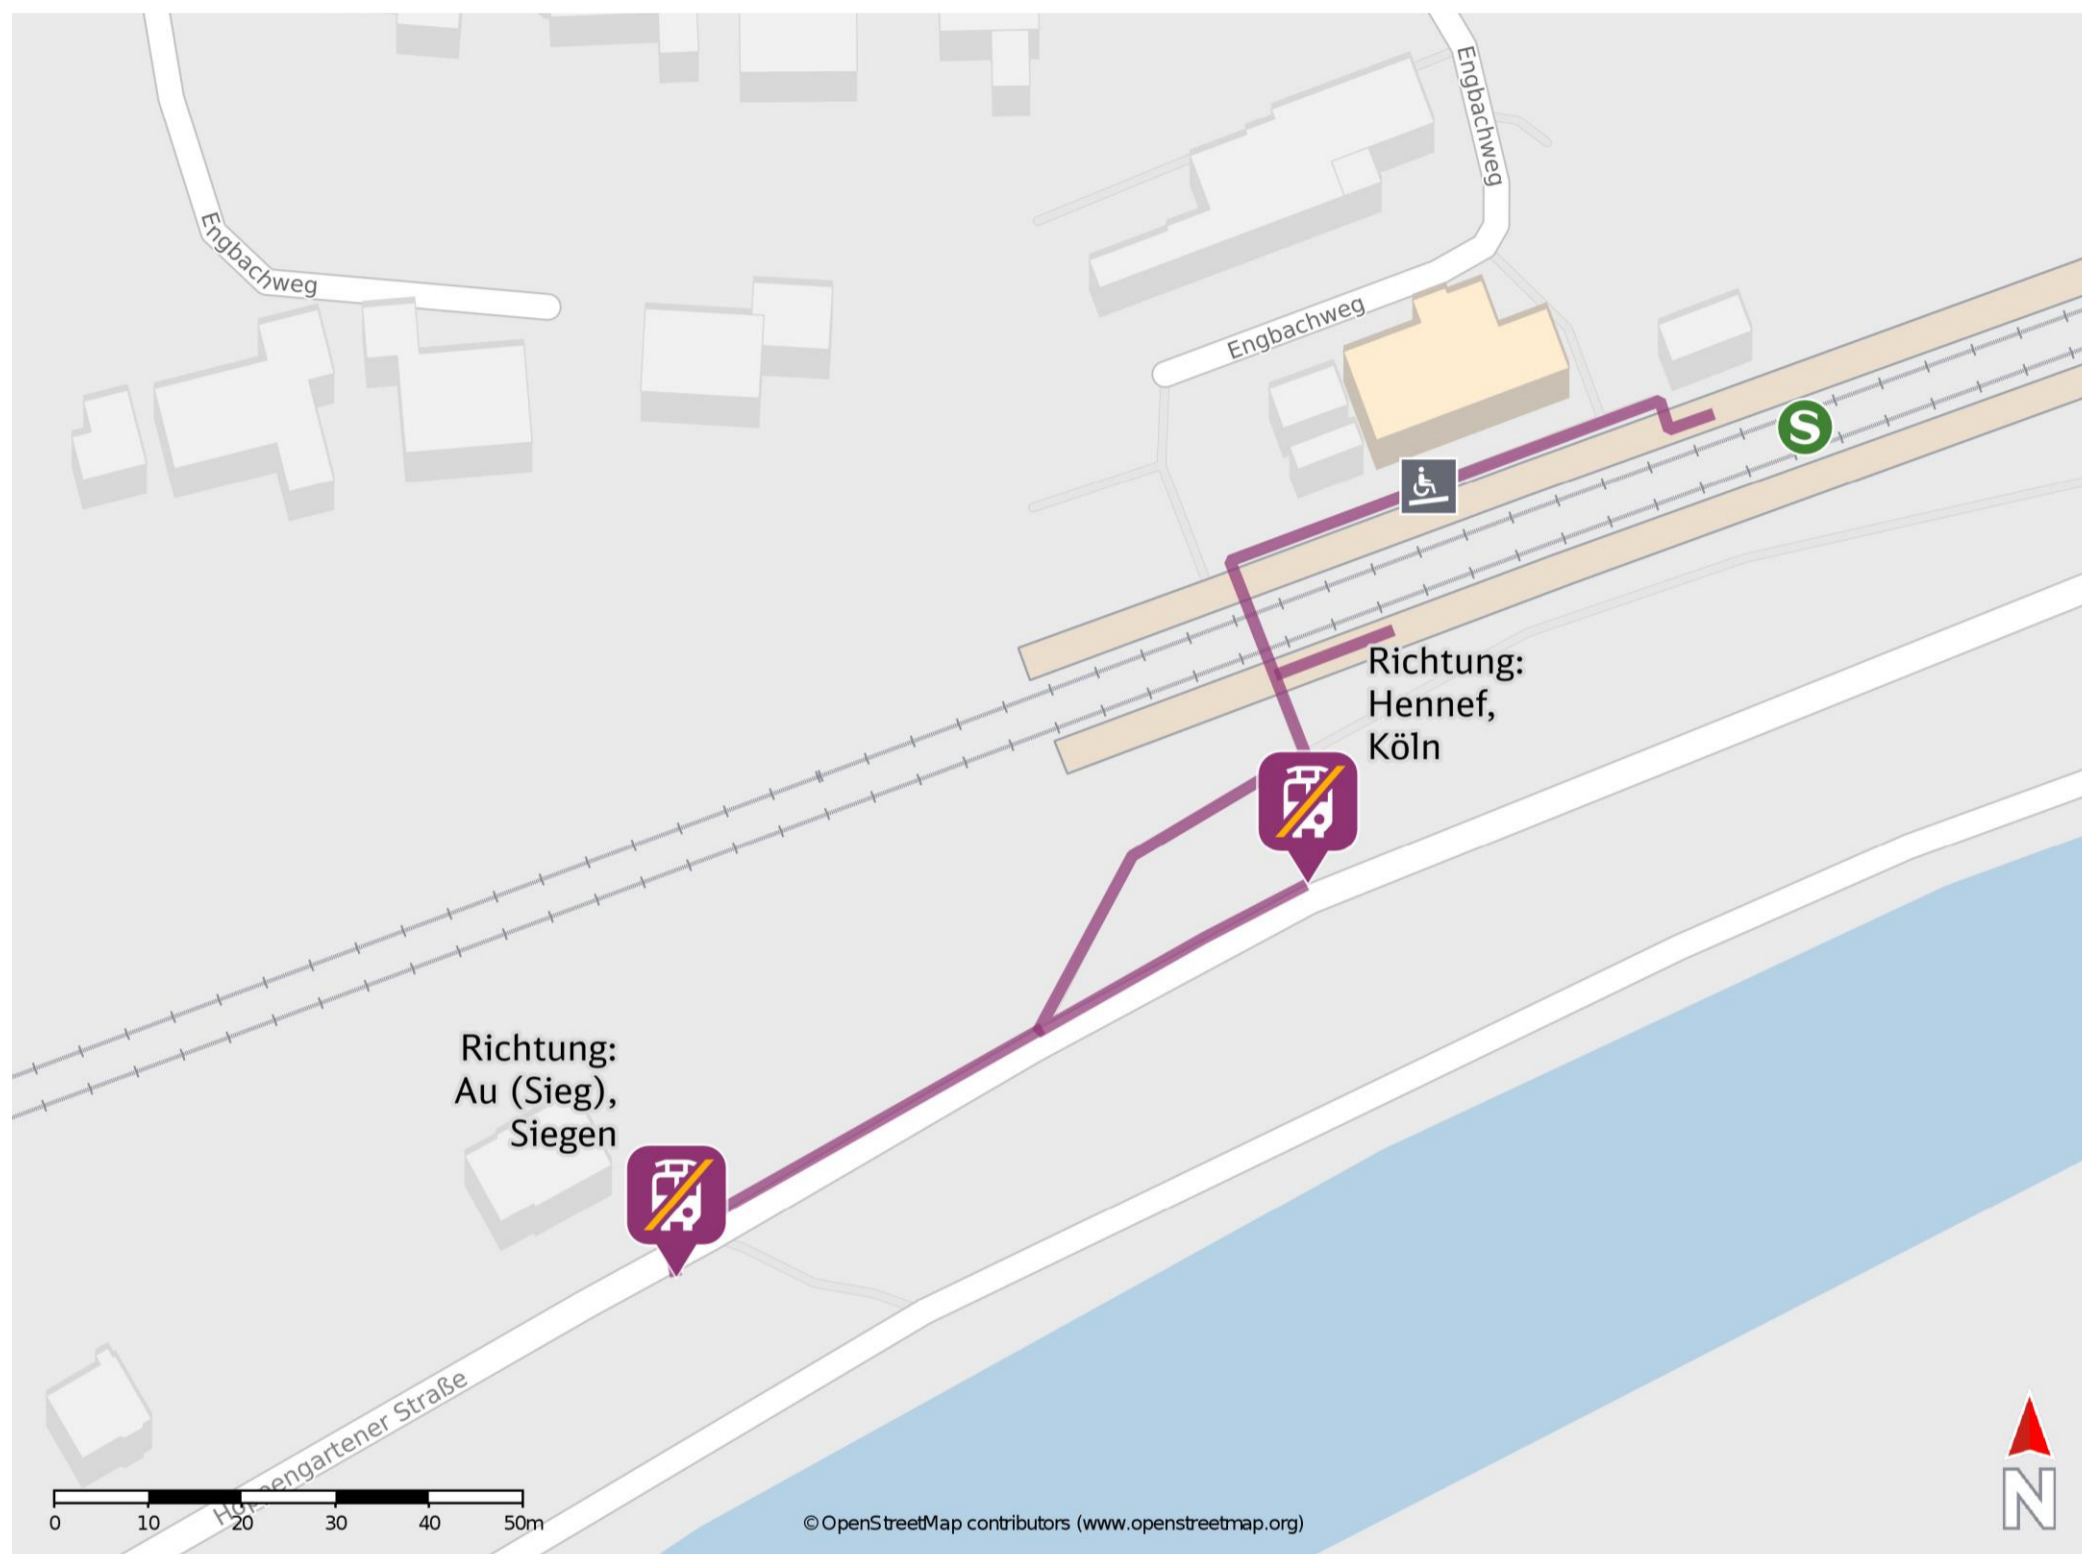 Engbachweg
Engbachweg
Engbachweg
S
Richtung:
Hennef,
Köln
Richtung:
Au (Sieg),
Siegen
Hoppengartener Straße
0 10 20 30 40 50m
© OpenStreetMap contributors (www.openstreetmap.org)
N